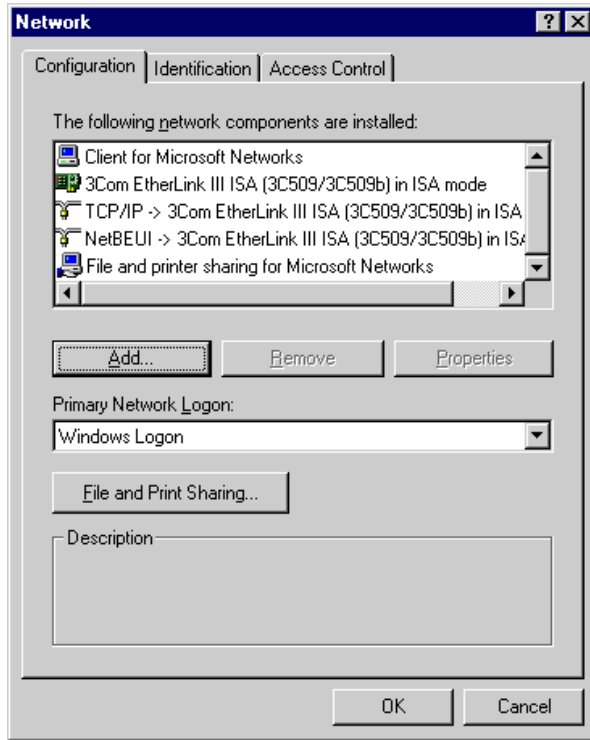 Network
Configuration Identification Access Control
The following network components are installed:
Client for Microsoft Networks
3Com EtherLink III ISA (3C509/3C509b) in ISA mode
TCP/IP -> 3Com EtherLink III ISA (3C509/3C509b) in ISA
NetBEUI -> 3Com EtherLink III ISA (3C509/3C509b) in ISA
File and printer sharing for Microsoft Networks
Add... Remove Properties
Primary Network Logon:
Windows Logon
File and Print Sharing...
Description
OK Cancel